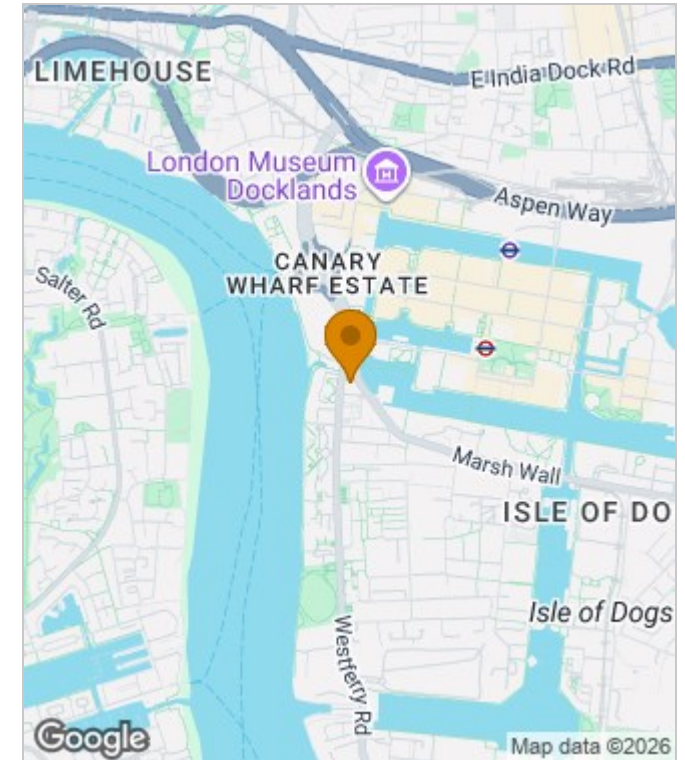 LIMEHOUSE
E India Dock Rd
London Museum
Docklands
Aspen Way
CANARY
WHARF ESTATE
Salter Rd
Marsh Wall
ISLE OF DO
Isle of Dogs
Westferry Rd
Google
Map data ©2026